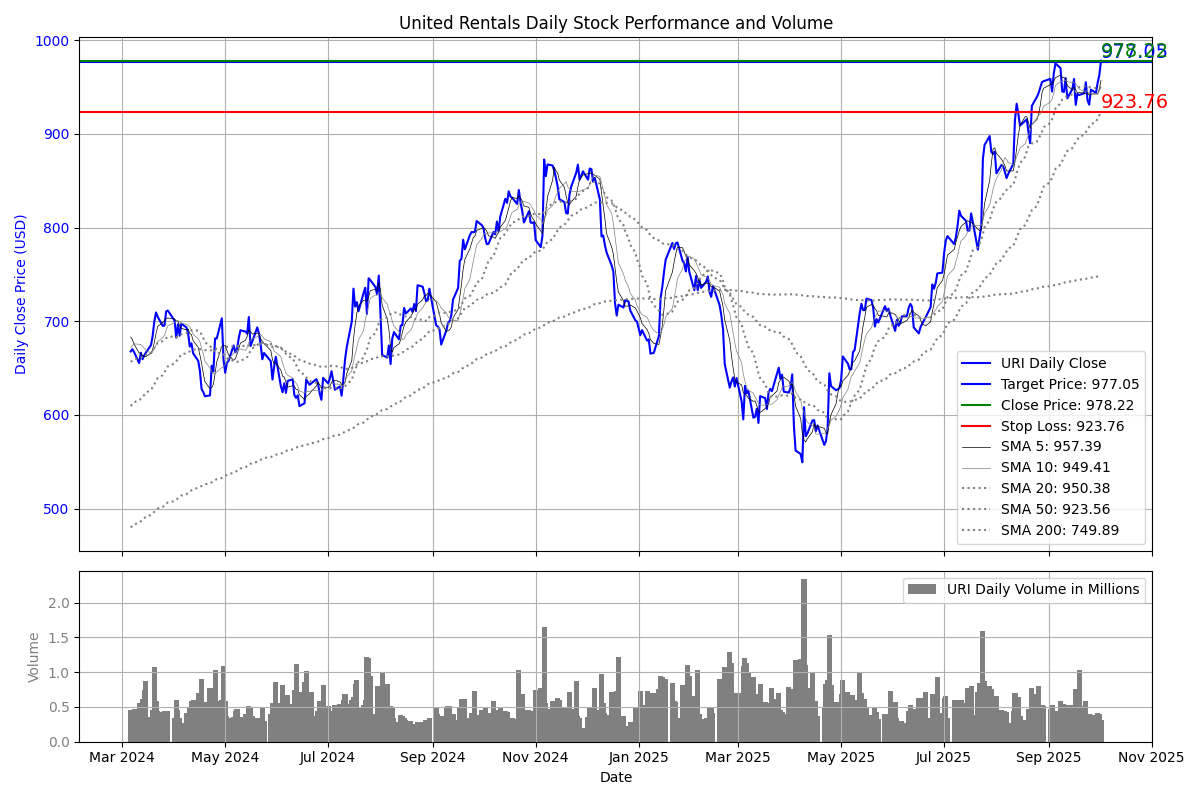 United Rentals Daily Stock Performance and Volume
1000
900
800
700
600
500
Daily Close Price (USD)
977.05
978.22
923.76
URI Daily Close
Target Price: 977.05
Close Price: 978.22
Stop Loss: 923.76
SMA 5: 957.39
SMA 10: 949.41
SMA 20: 950.38
SMA 50: 923.56
SMA 200: 749.89
2.0
1.5
1.0
0.5
0.0
Volume
URI Daily Volume in Millions
Mar 2024 May 2024 Jul 2024 Sep 2024 Nov 2024 Jan 2025 Mar 2025 May 2025 Jul 2025 Sep 2025 Nov 2025
Date